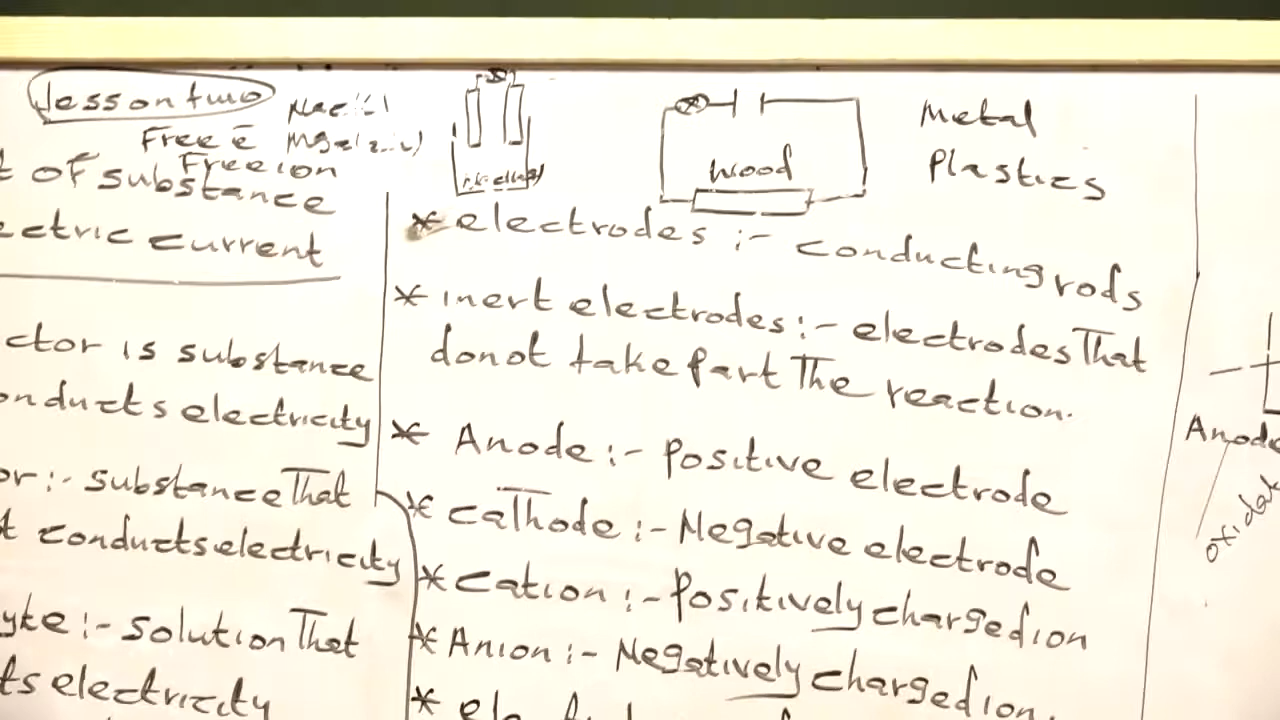 lesson two
Free e
Free ion
t of substance
ectric current
ctor is substance
onducts electricity
or :- substance That
t conducts electricity
yte :- solution That
ts electricity
wood
Metal
Plastics
* electrodes :- conducting rods
* inert electrodes :- electrodes That
donot take part The reaction.
* Anode :- positive electrode
* cathode :- Negative electrode
* cation :- Positively charged ion
* Anion :- Negatively charged ion.
*
Anode
oxidat